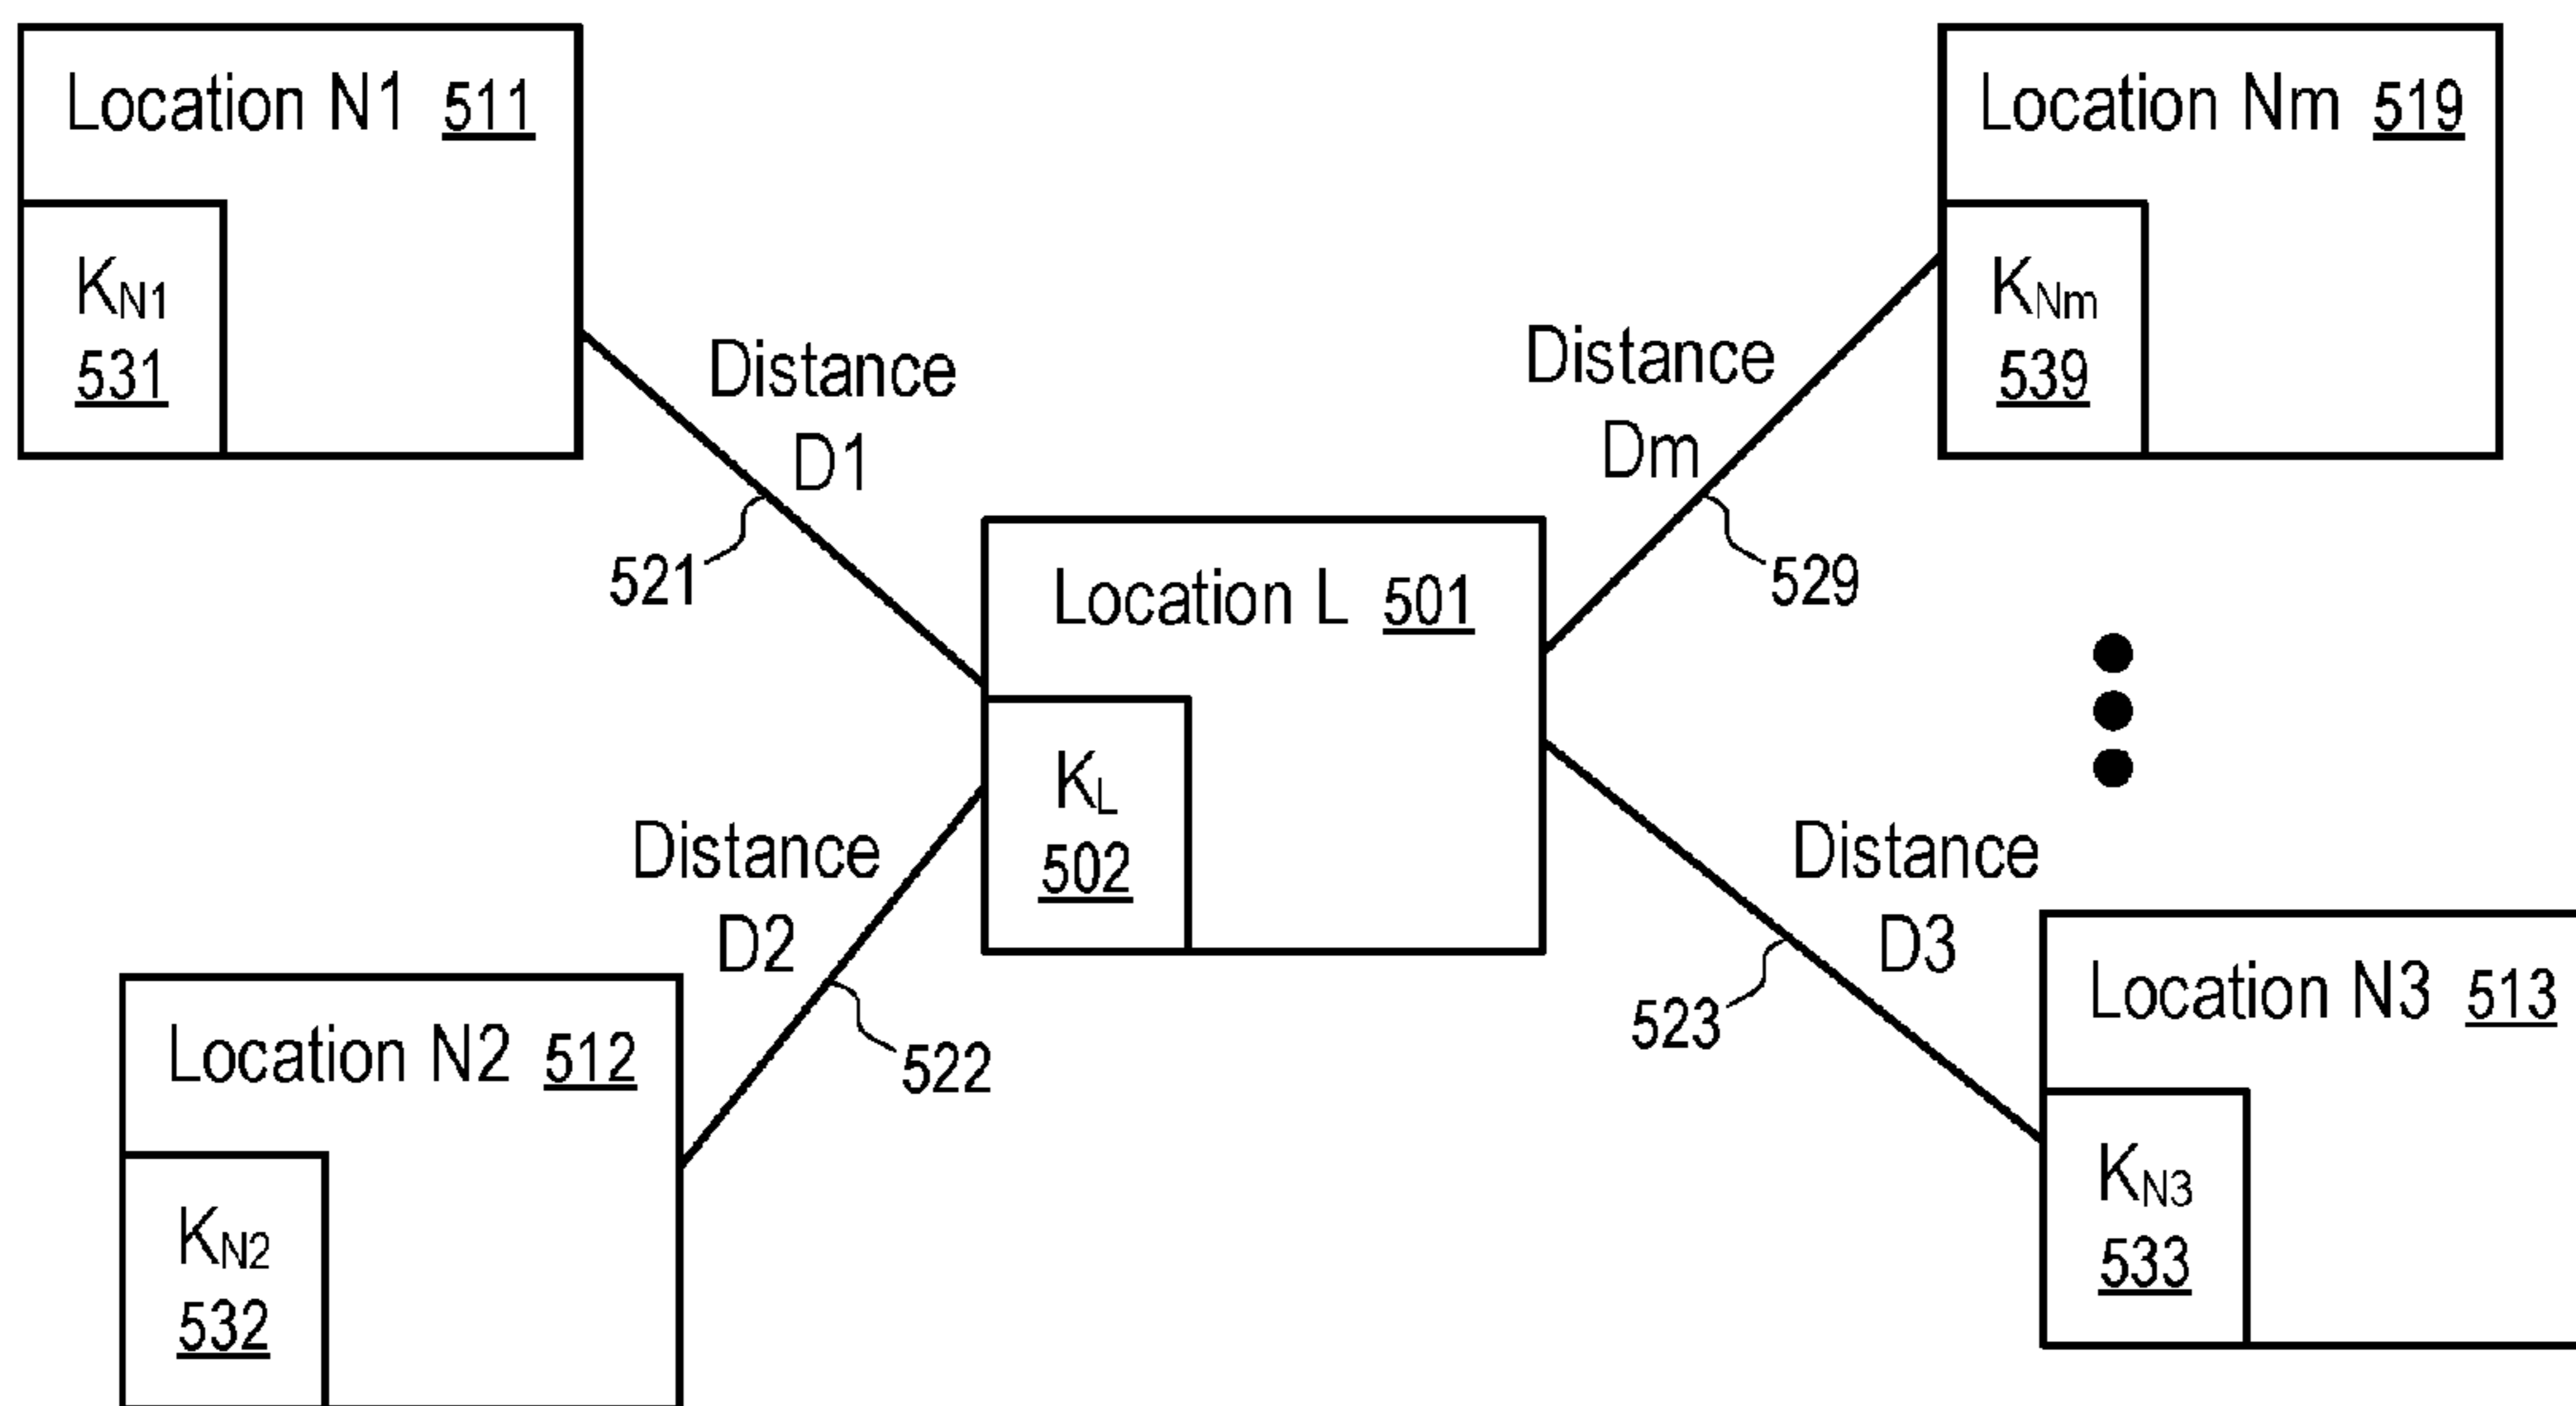 Location N1 511
KN1
531
Distance
D1
521
Location Nm 519
KNm
539
Distance
Dm
529
Location L 501
KL
502
Distance
D2
522
Location N2 512
KN2
532
Distance
D3
523
Location N3 513
KN3
533